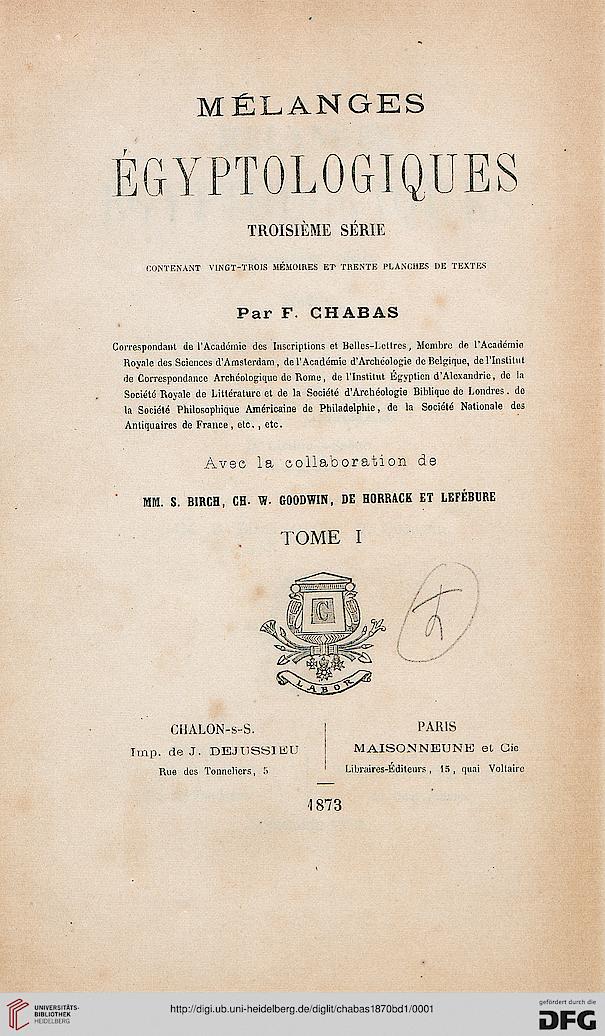 MÉLANGES
ÉGYPTOLOGIQUES
TROISIÈME SÉRIE
CONTENANT VINGT-TROIS MÉMOIRES ET TRENTE PLANCHES DE TEXTES
Par F. CHABAS
Correspondant de l'Académie des Inscriptions et Belles-Lettres, Membre de l'Académie
Royale des Sciences d'Amsterdam, de l'Académie d'Archéologie de Belgique, de l'Institut
de Correspondance Archéologique de Rome, de l'Institut Égyptien d'Alexandrie, de la
Société Royale de Littérature et de la Société d'Archéologie Biblique de Londres, de
la Société Philosophique Américaine de Philadelphie, de la Société Nationale des
Antiquaires de France, etc., etc.
Avec la collaboration de
MM. S. BIRCH, CH. W. GOODWIN, DE HORRACK ET LEFÉBURE
TOME I
C
LABOR
CHALON-s-S.
Imp. de J. DEJUSSIEU
Rue des Tonneliers, 5
PARIS
MAISONNEUNE et Cie
Libraires-Éditeurs, 15, quai Voltaire
1873
UNIVERSITÄTS-
BIBLIOTHEK
HEIDELBERG
http://digi.ub.uni-heidelberg.de/diglit/chabas1870bd1/0001
gefördert durch die
DFG